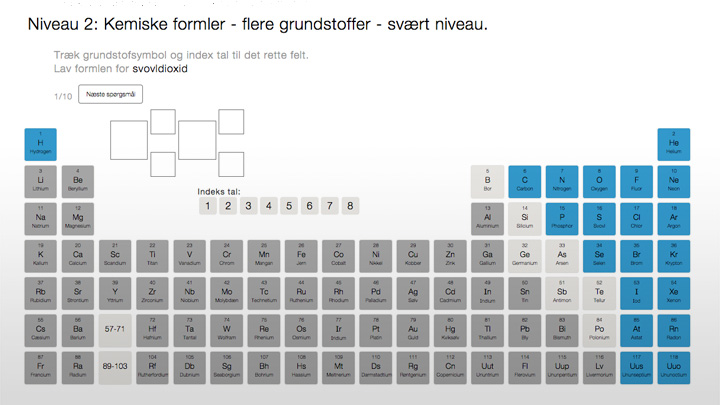 Niveau 2: Kemiske formler - flere grundstoffer - svært niveau.
Træk grundstofsymbol og index tal til det rette felt.
Lav formlen for svovldioxid
1/10 Næste spørgsmål
Indeks tal:
1 2 3 4 5 6 7 8
1 2
H He
Hydrogen Helium
3 4 5 6 7 8 9 10
Li Be B C N O F Ne
Lithium Beryllium Bor Carbon Nitrogen Oxygen Fluor Neon
11 12 13 14 15 16 17 18
Na Mg Al Si P S Cl Ar
Natrium Magnesium Aluminium Silicium Phosphor Svovl Chlor Argon
19 20 21 22 23 24 25 26 27 28 29 30 31 32 33 34 35 36
K Ca Sc Ti V Cr Mn Fe Co Ni Cu Zn Ga Ge As Se Br Kr
Kalium Calcium Scandium Titan Vanadium Chrom Mangan Jern Cobalt Nikkel Kobber Zink Gallium Germanium Arsen Selen Brom Krypton
37 38 39 40 41 42 43 44 45 46 47 48 49 50 51 52 53 54
Rb Sr Y Zr Nb Mo Tc Ru Rh Pd Ag Cd In Sn Sb Te I Xe
Rubidium Strontium Yttrium Zirconium Niobium Molybdæn Technetium Ruthenium Rhodium Palladium Sølv Cadmium Indium Tin Antimon Tellur Iod Xenon
55 56 57-71 72 73 74 75 76 77 78 79 80 81 82 83 84 85 86
Cs Ba Hf Ta W Re Os Ir Pt Au Hg Tl Pb Bi Po At Rn
Cæsium Barium Hafnium Tantal Wolfram Rhenium Osmium Iridium Platin Guld Kviksølv Thallium Bly Bismuth Polonium Astat Radon
87 88 89-103 104 105 106 107 108 109 110 111 112 113 114 115 116 117 118
Fr Ra Rf Db Sg Bh Hs Mt Ds Rg Cn Uut Fl Uup Lv Uus Uuo
Francium Radium Rutherfordium Dubnium Seaborgium Bohrium Hassium Meitnerium Darmstadtium Røntgenium Copernicium Ununtrium Flerovium Ununpentium Livermorium Ununseptium Ununoctium